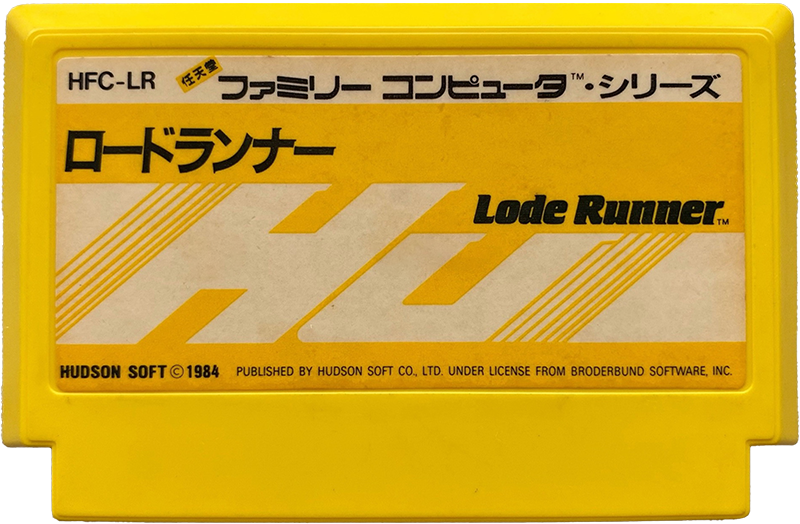 HFC-LR 任天堂 ファミリー コンピュータ™・シリーズ
ロードランナー
Lode Runner™
HU
HUDSON SOFT © 1984 PUBLISHED BY HUDSON SOFT CO., LTD. UNDER LICENSE FROM BRODERBUND SOFTWARE, INC.